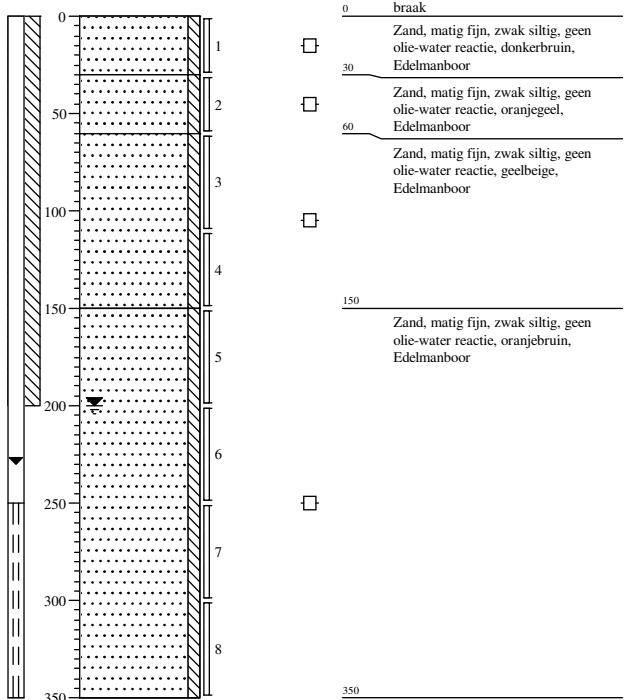 0
50
100
150
200
250
300
350
1
2
3
4
5
6
7
8
0
braak
Zand, matig fijn, zwak siltig, geen
olie-water reactie, donkerbruin,
Edelmanboor
30
Zand, matig fijn, zwak siltig, geen
olie-water reactie, oranjegeel,
Edelmanboor
60
Zand, matig fijn, zwak siltig, geen
olie-water reactie, geelbeige,
Edelmanboor
150
Zand, matig fijn, zwak siltig, geen
olie-water reactie, oranjebruin,
Edelmanboor
350